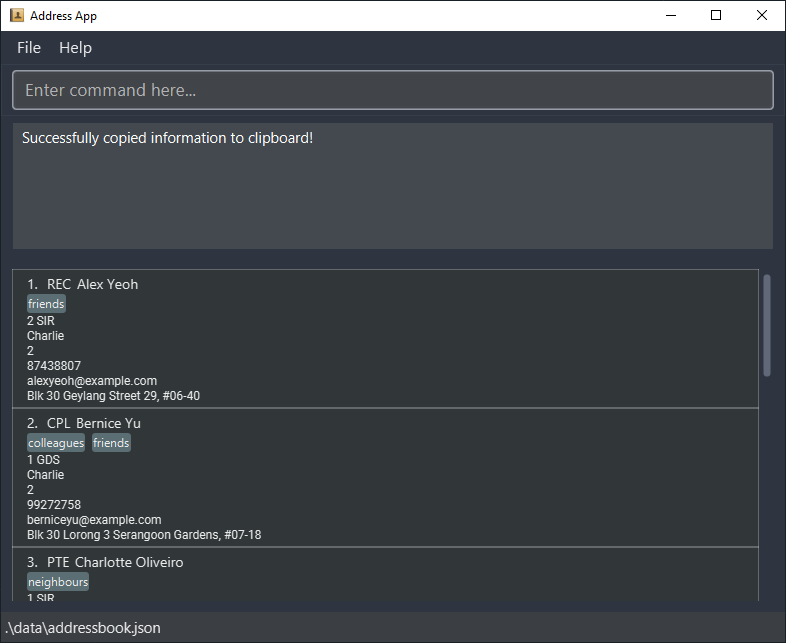 Address App
File Help
Enter command here...
Successfully copied information to clipboard!
1. REC Alex Yeoh
friends
2 SIR
Charlie
2
87438807
alexyeoh@example.com
Blk 30 Geylang Street 29, #06-40
2. CPL Bernice Yu
colleagues friends
1 GDS
Charlie
2
99272758
berniceyu@example.com
Blk 30 Lorong 3 Serangoon Gardens, #07-18
3. PTE Charlotte Oliveiro
neighbours
1 SIR
.\data\addressbook.json